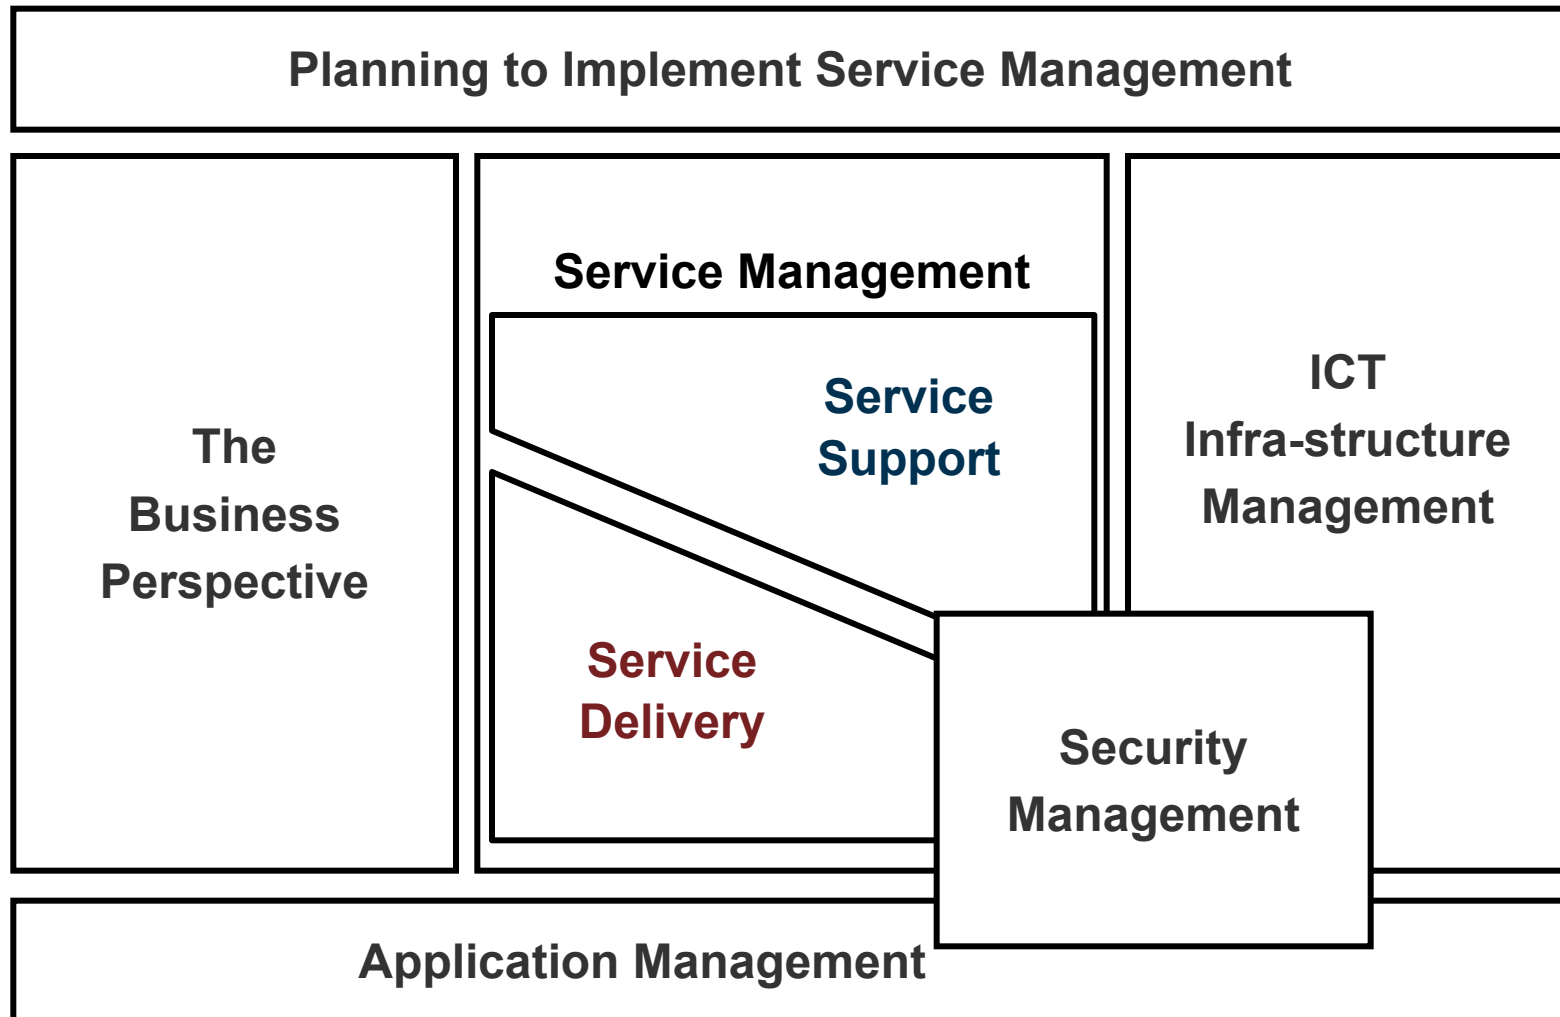 Planning to Implement Service Management
The
Business
Perspective
Service Management
Service
Support
Service
Delivery
ICT
Infra-structure
Management
Security
Management
Application Management